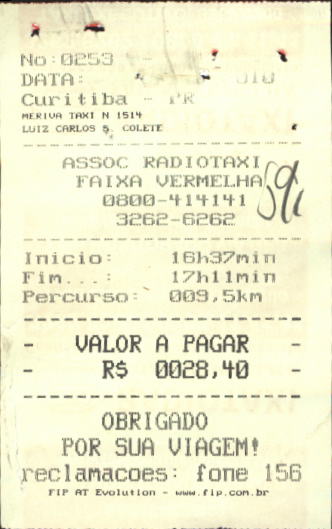 No:0253
DATA:
Curitiba - PR
MERIVA TAXI N 1514
LUIZ CARLOS S. COLETE
ASSOC RADIOTAXI
FAIXA VERMELHA
0800-414141
3262-6262
Inicio: 16h37min
Fim...: 17h11min
Percurso: 009,5km
- VALOR A PAGAR -
- R$ 0028,40 -
OBRIGADO
POR SUA VIAGEM!
reclamacoes: fone 156
FIP AT Evolution - www.fip.com.br